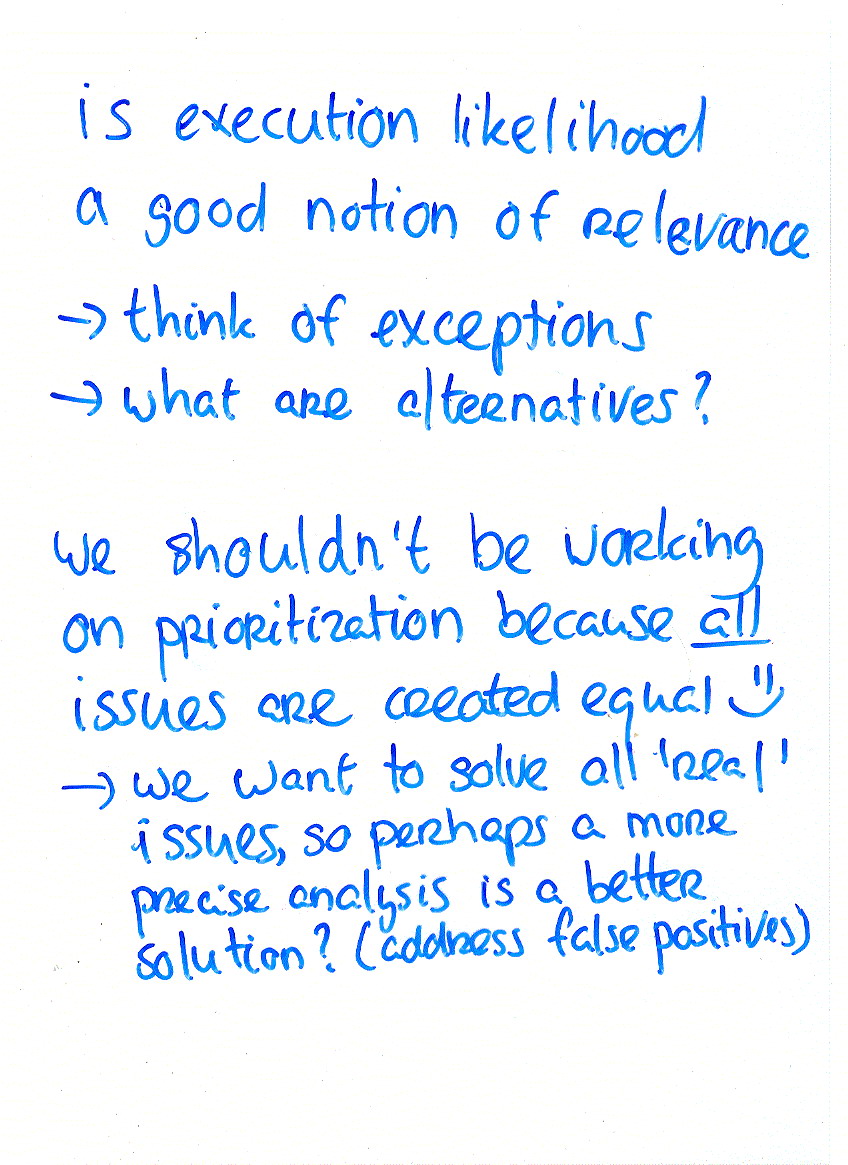 is execution likelihood
a good notion of relevance
→ think of exceptions
→ what are alternatives?
we shouldn't be working
on prioritization because all
issues are created equal :)
→ we want to solve all 'real'
issues, so perhaps a more
precise analysis is a better
solution? (address false positives)